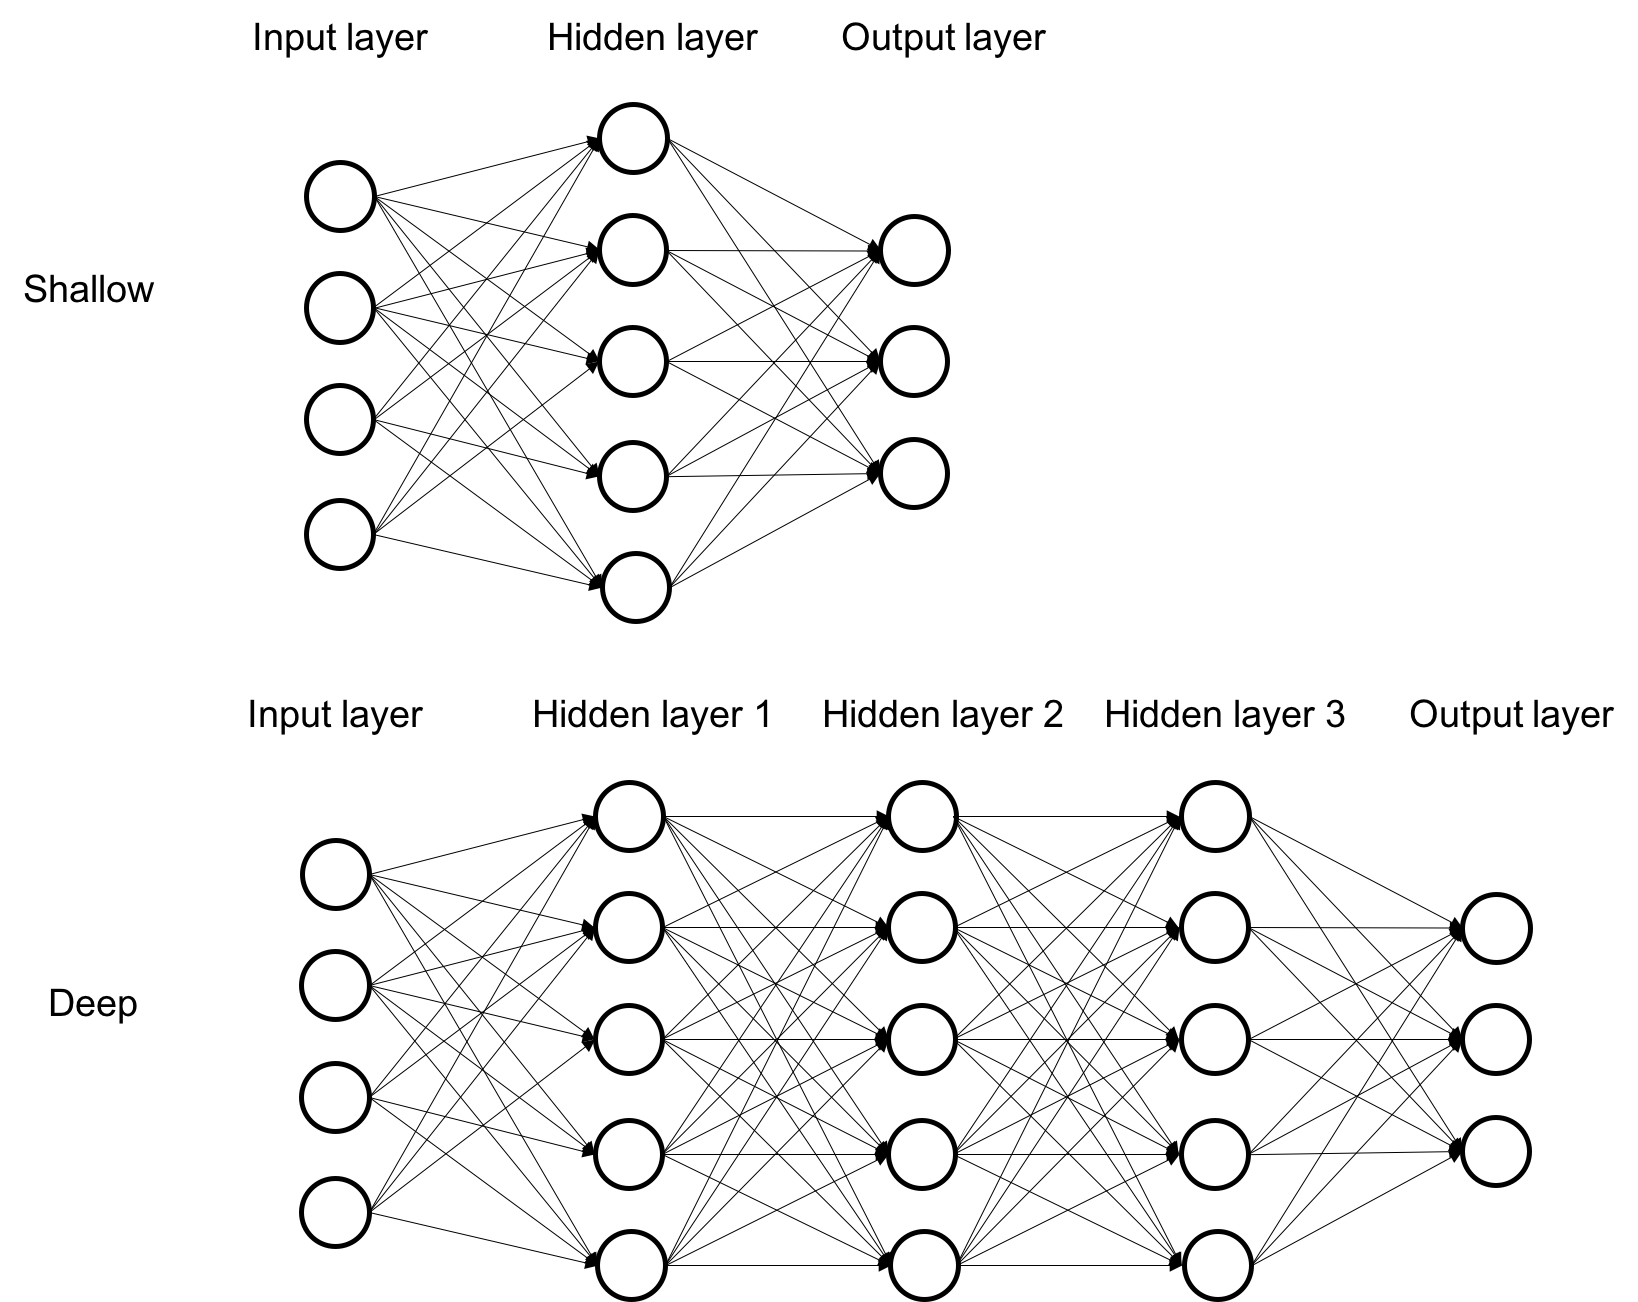 Input layer
Hidden layer
Output layer
Shallow
Input layer
Hidden layer 1
Hidden layer 2
Hidden layer 3
Output layer
Deep